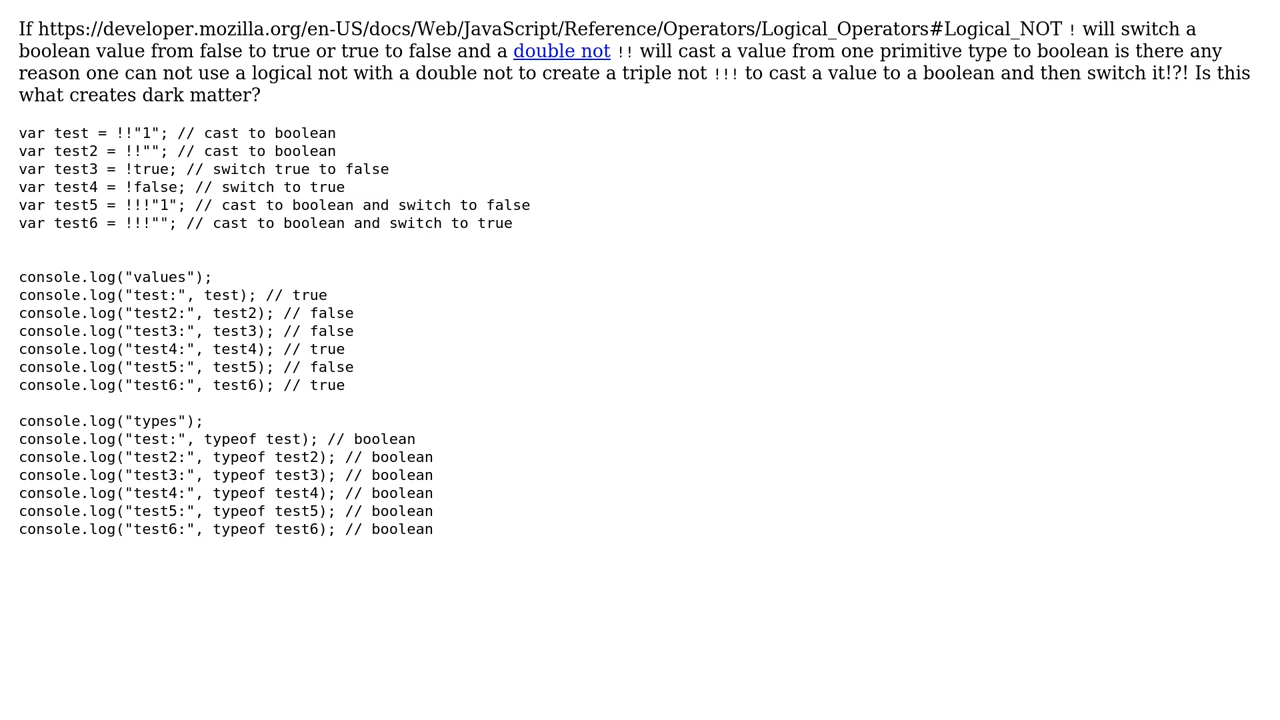 If https://developer.mozilla.org/en-US/docs/Web/JavaScript/Reference/Operators/Logical_Operators#Logical_NOT ! will switch a
boolean value from false to true or true to false and a double not !! will cast a value from one primitive type to boolean is there any
reason one can not use a logical not with a double not to create a triple not !!! to cast a value to a boolean and then switch it!?! Is this
what creates dark matter?
var test = !!"1"; // cast to boolean
var test2 = !!""; // cast to boolean
var test3 = !true; // switch true to false
var test4 = !false; // switch to true
var test5 = !!!"1"; // cast to boolean and switch to false
var test6 = !!!""; // cast to boolean and switch to true
console.log("values");
console.log("test:", test); // true
console.log("test2:", test2); // false
console.log("test3:", test3); // false
console.log("test4:", test4); // true
console.log("test5:", test5); // false
console.log("test6:", test6); // true
console.log("types");
console.log("test:", typeof test); // boolean
console.log("test2:", typeof test2); // boolean
console.log("test3:", typeof test3); // boolean
console.log("test4:", typeof test4); // boolean
console.log("test5:", typeof test5); // boolean
console.log("test6:", typeof test6); // boolean